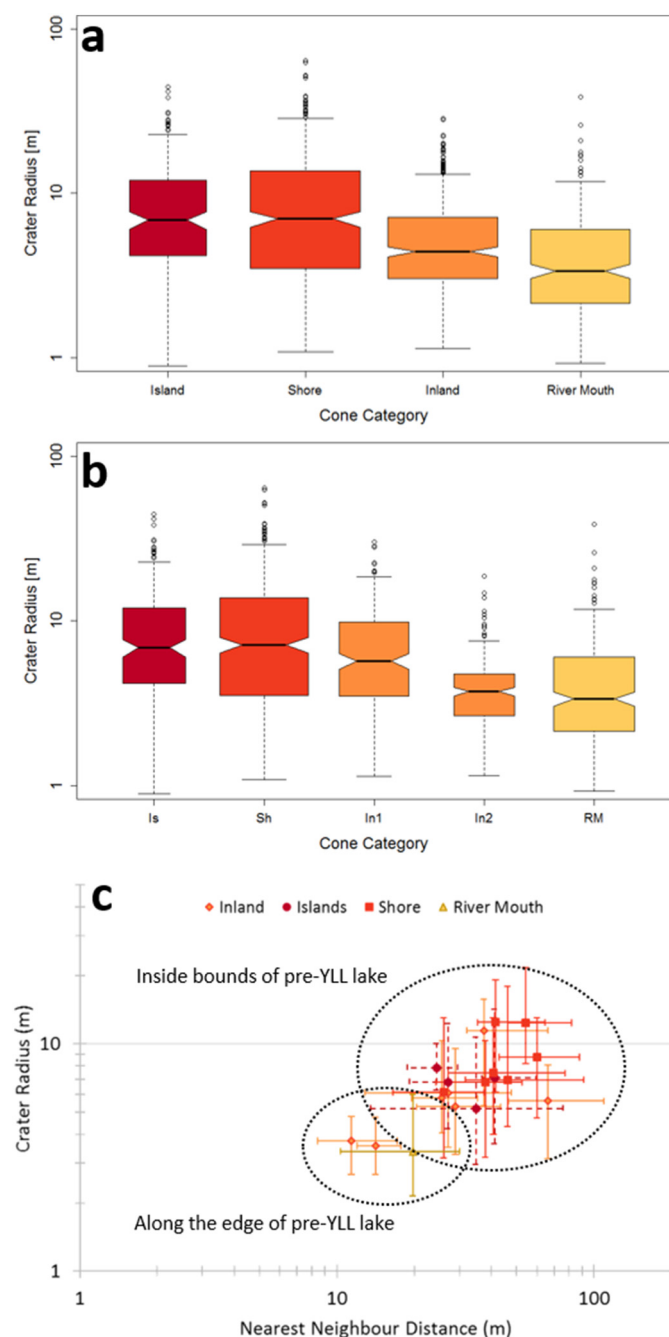 a
100
10
1
Crater Radius [m]
Island Shore Inland River Mouth
Cone Category
b
100
10
1
Crater Radius [m]
Is Sh In1 In2 RM
Cone Category
c
Inland Islands Shore River Mouth
Inside bounds of pre-YLL lake
10
Crater Radius (m)
Along the edge of pre-YLL lake
1
1 10 100
Nearest Neighbour Distance (m)